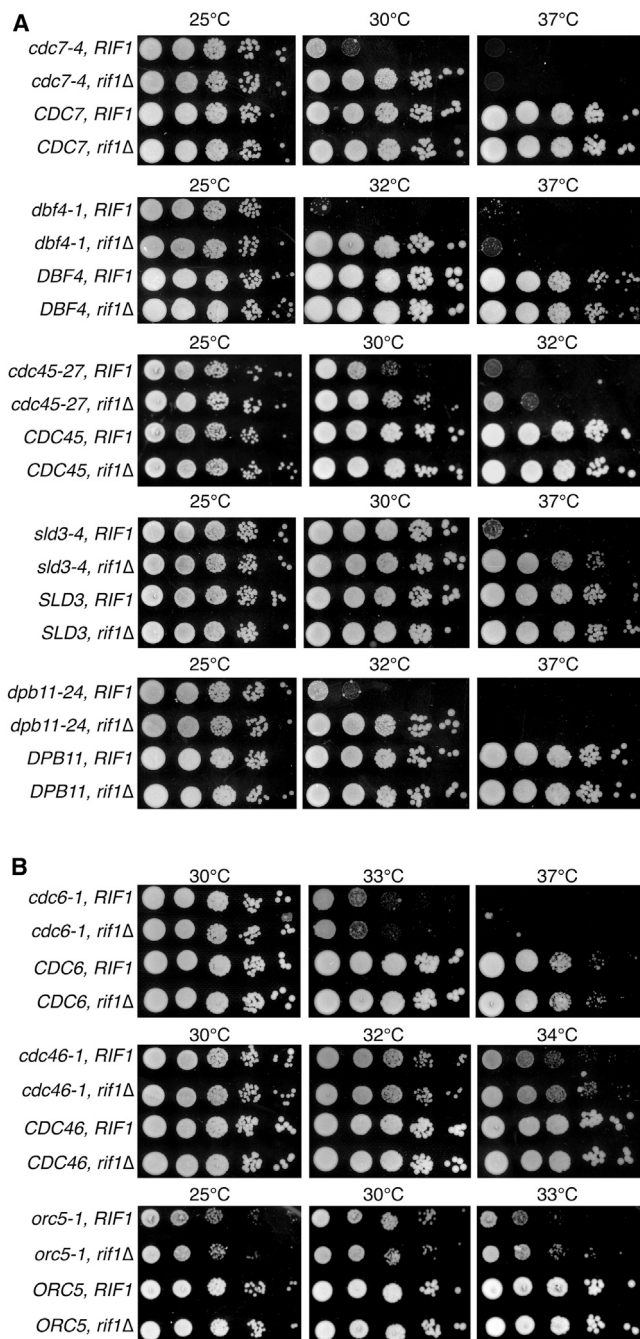 A
25°C 30°C 37°C
cdc7-4, RIF1
cdc7-4, rif1Δ
CDC7, RIF1
CDC7, rif1Δ
25°C 32°C 37°C
dbf4-1, RIF1
dbf4-1, rif1Δ
DBF4, RIF1
DBF4, rif1Δ
25°C 30°C 32°C
cdc45-27, RIF1
cdc45-27, rif1Δ
CDC45, RIF1
CDC45, rif1Δ
25°C 30°C 37°C
sld3-4, RIF1
sld3-4, rif1Δ
SLD3, RIF1
SLD3, rif1Δ
25°C 32°C 37°C
dpb11-24, RIF1
dpb11-24, rif1Δ
DPB11, RIF1
DPB11, rif1Δ
B
30°C 33°C 37°C
cdc6-1, RIF1
cdc6-1, rif1Δ
CDC6, RIF1
CDC6, rif1Δ
30°C 32°C 34°C
cdc46-1, RIF1
cdc46-1, rif1Δ
CDC46, RIF1
CDC46, rif1Δ
25°C 30°C 33°C
orc5-1, RIF1
orc5-1, rif1Δ
ORC5, RIF1
ORC5, rif1Δ